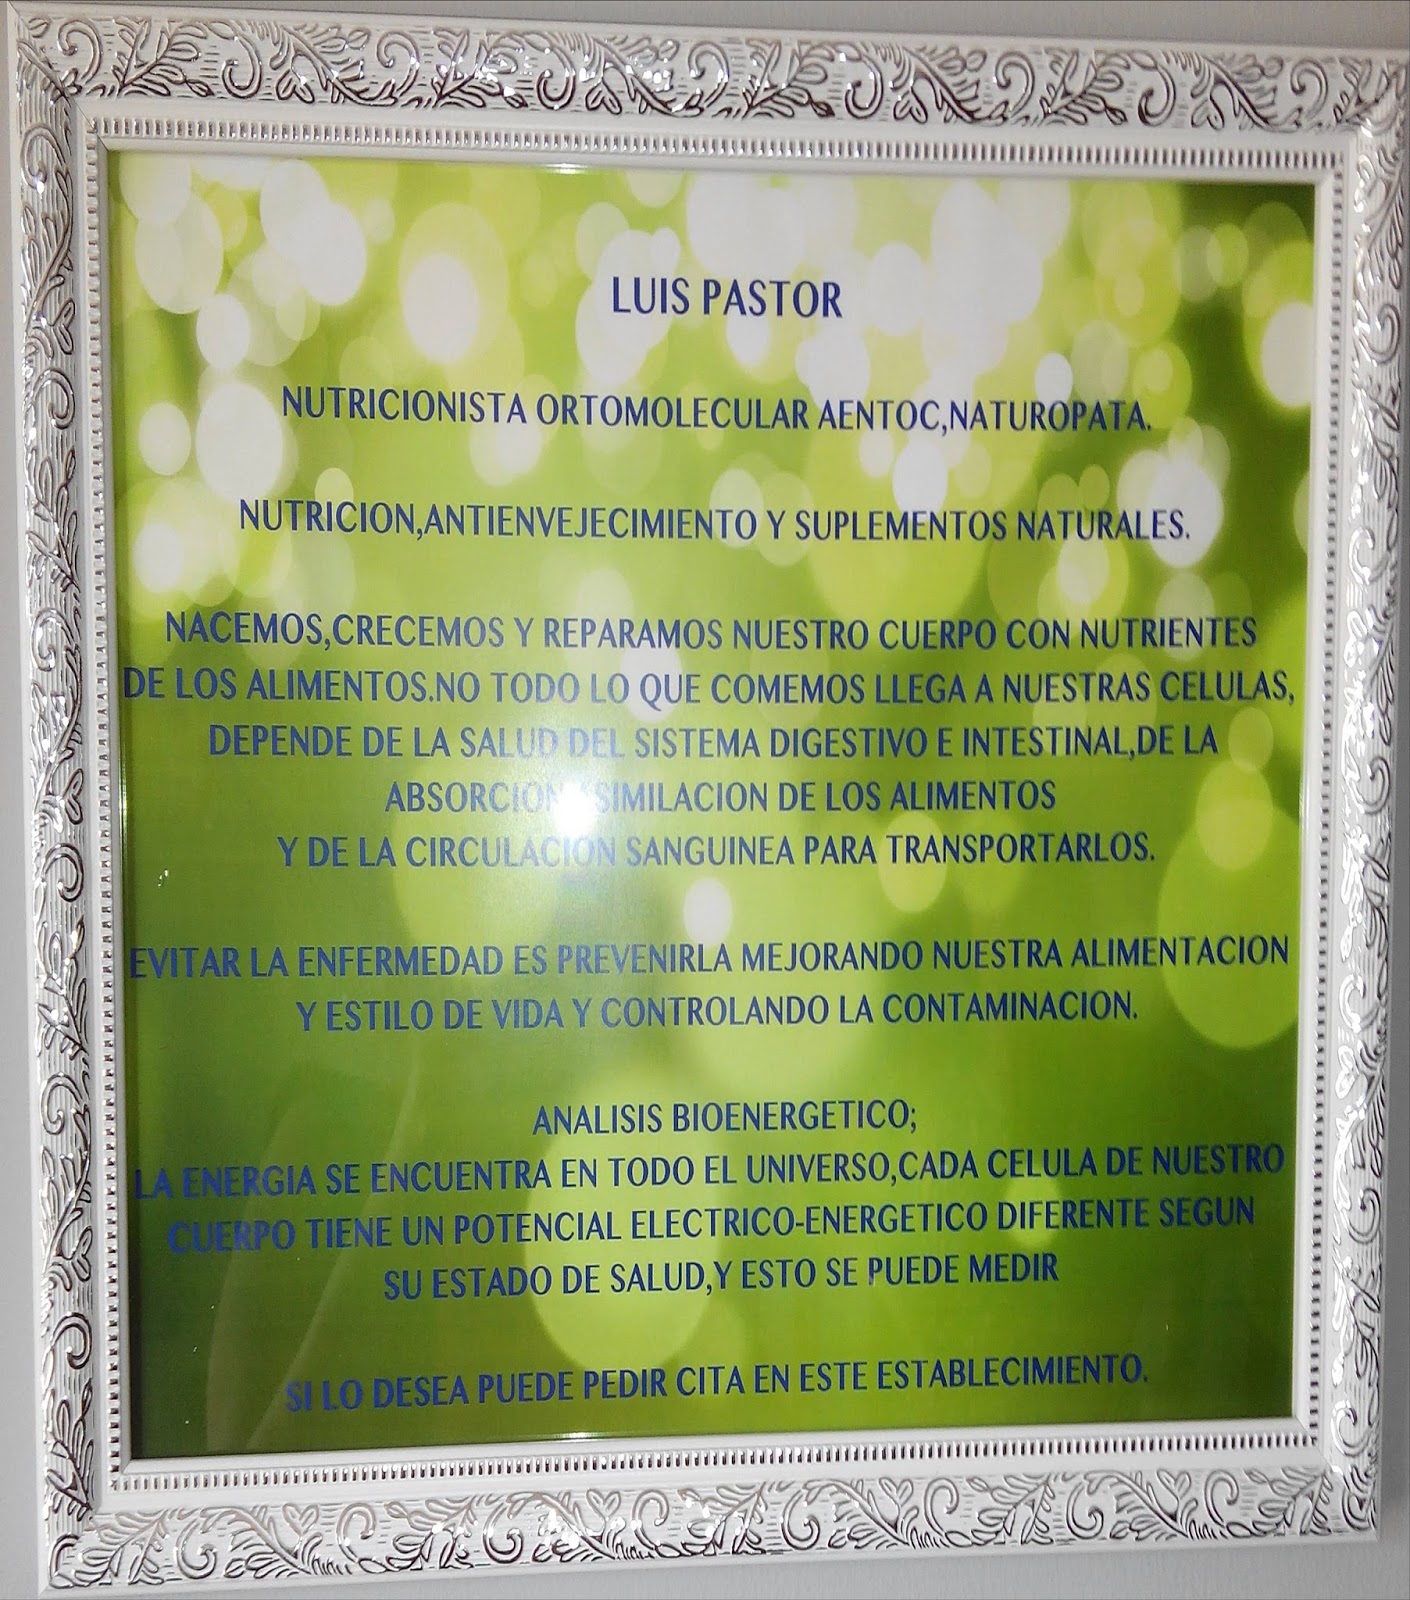 LUIS PASTOR
NUTRICIONISTA ORTOMOLECULAR AENTOC,NATUROPATA.
NUTRICION,ANTIENVEJECIMIENTO Y SUPLEMENTOS NATURALES.
NACEMOS,CRECEMOS Y REPARAMOS NUESTRO CUERPO CON NUTRIENTES
DE LOS ALIMENTOS.NO TODO LO QUE COMEMOS LLEGA A NUESTRAS CELULAS,
DEPENDE DE LA SALUD DEL SISTEMA DIGESTIVO E INTESTINAL,DE LA
ABSORCION,ASIMILACION DE LOS ALIMENTOS
Y DE LA CIRCULACION SANGUINEA PARA TRANSPORTARLOS.
EVITAR LA ENFERMEDAD ES PREVENIRLA MEJORANDO NUESTRA ALIMENTACION
Y ESTILO DE VIDA Y CONTROLANDO LA CONTAMINACION.
ANALISIS BIOENERGETICO;
LA ENERGIA SE ENCUENTRA EN TODO EL UNIVERSO,CADA CELULA DE NUESTRO
CUERPO TIENE UN POTENCIAL ELECTRICO-ENERGETICO DIFERENTE SEGUN
SU ESTADO DE SALUD,Y ESTO SE PUEDE MEDIR
SI LO DESEA PUEDE PEDIR CITA EN ESTE ESTABLECIMIENTO.